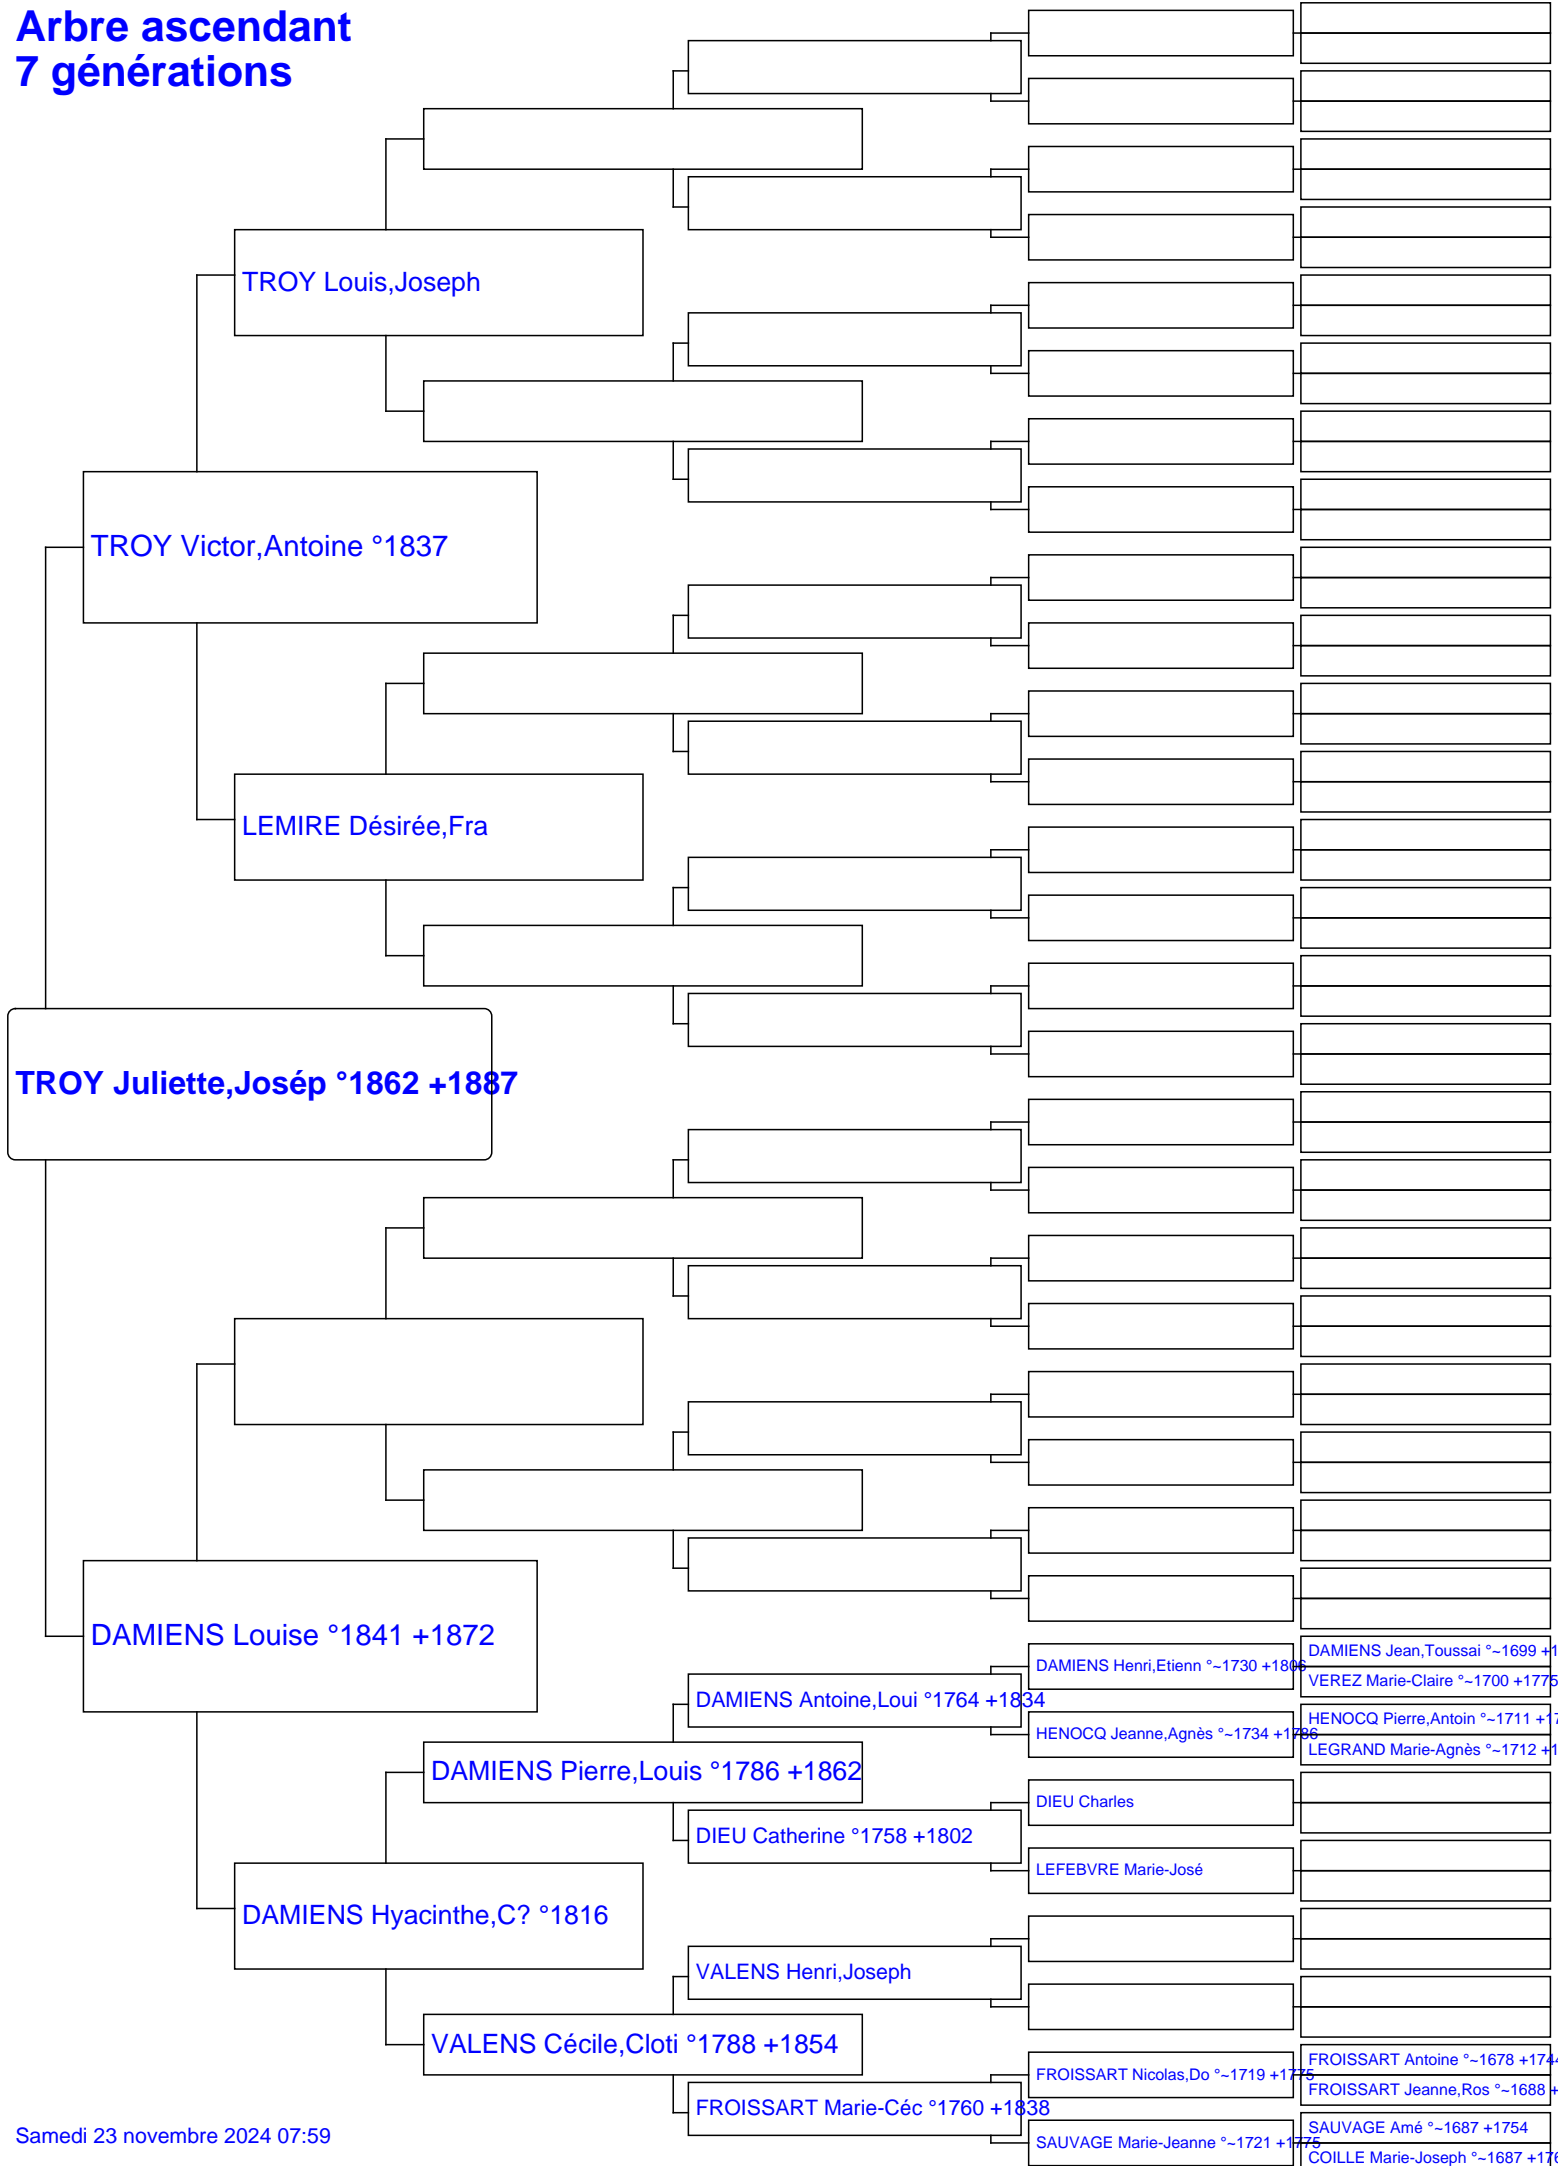 Arbre ascendant
7 générations
TROY Louis,Joseph
TROY Victor,Antoine °1837
LEMIRE Désirée,Fra
TROY Juliette,Josép °1862 +1887
DAMIENS Louise °1841 +1872
DAMIENS Hyacinthe,C? °1816
DAMIENS Pierre,Louis °1786 +1862
VALENS Cécile,Cloti °1788 +1854
DAMIENS Antoine,Loui °1764 +1834
DIEU Catherine °1758 +1802
VALENS Henri,Joseph
FROISSART Marie-Céc °1760 +1838
DAMIENS Henri,Etienn °~1730 +1806
HENOCQ Jeanne,Agnès °~1734 +1786
DIEU Charles
LEFEBVRE Marie-José
FROISSART Nicolas,Do °~1719 +1775
SAUVAGE Marie-Jeanne °~1721 +1775
DAMIENS Jean,Toussai °~1699 +1
VEREZ Marie-Claire °~1700 +1775
HENOCQ Pierre,Antoin °~1711 +17
LEGRAND Marie-Agnès °~1712 +1
FROISSART Antoine °~1678 +1744
FROISSART Jeanne,Ros °~1688 +
SAUVAGE Amé °~1687 +1754
COILLE Marie-Joseph °~1687 +176
Samedi 23 novembre 2024 07:59